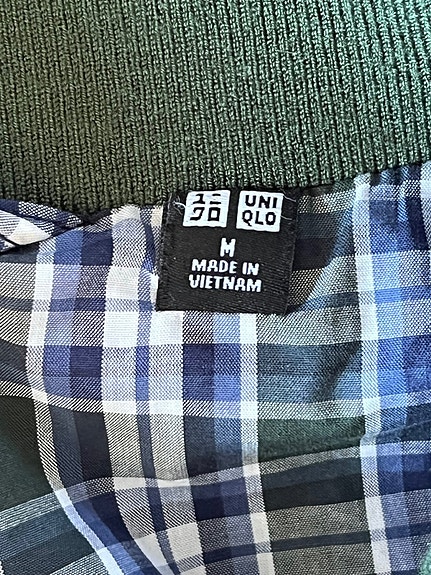 ユニ UNI
クロ QLO
M
MADE IN
VIETNAM